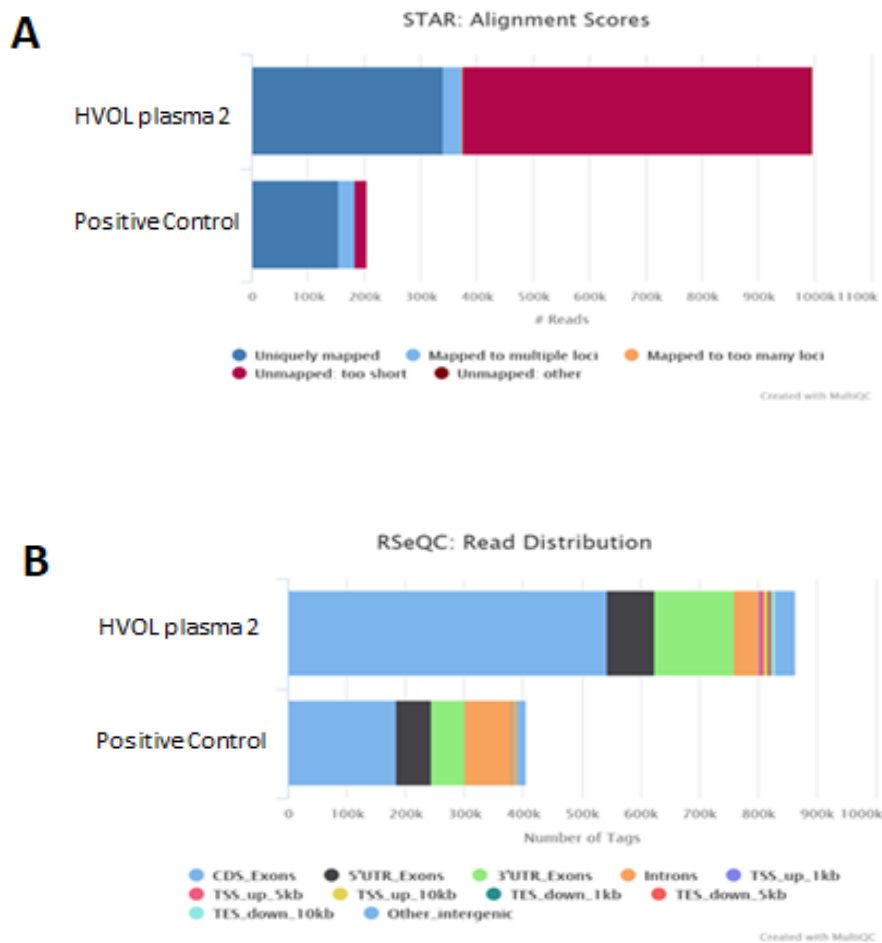 A
STAR: Alignment Scores
HVOL plasma 2
Positive Control
0 100k 200k 300k 400k 500k 600k 700k 800k 900k 1000k 1100k
# Reads
Uniquely mapped Mapped to multiple loci Mapped to too many loci
Unmapped: too short Unmapped: other
Created with MultiQC
B
RSeQC: Read Distribution
HVOL plasma 2
Positive Control
0 100k 200k 300k 400k 500k 600k 700k 800k 900k 1000k
Number of Tags
CDS_Exons 5'UTR_Exons 3'UTR_Exons Introns TSS_up_1kb
TSS_up_5kb TSS_up_10kb TES_down_1kb TES_down_5kb
TES_down_10kb Other_intergenic
Created with MultiQC